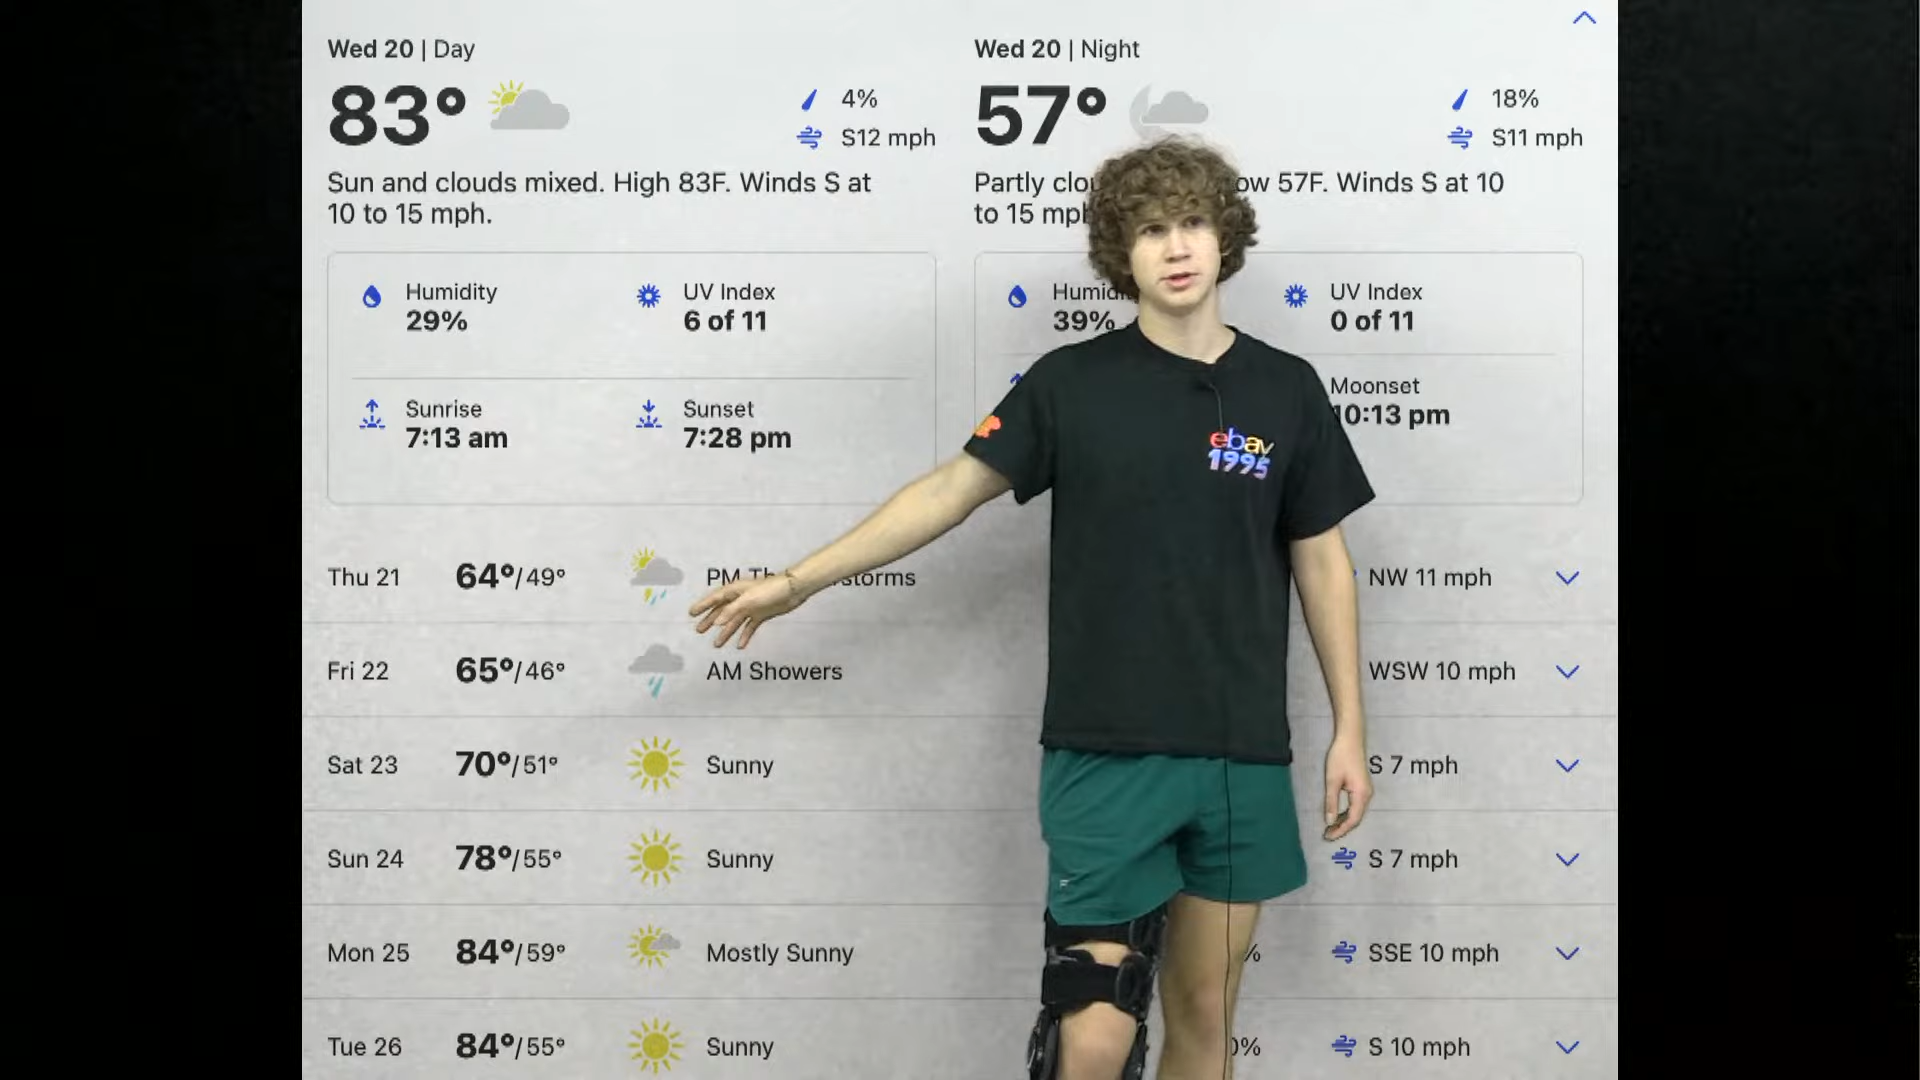 Wed 20 | Day
83°
4%
S12 mph
Sun and clouds mixed. High 83F. Winds S at
10 to 15 mph.
Humidity
29%
UV Index
6 of 11
Sunrise
7:13 am
Sunset
7:28 pm
Wed 20 | Night
57°
18%
S11 mph
Partly 57F. Winds S at 10
to 15
39%
UV Index
0 of 11
Moonset
10:13 pm
ebay
1995
Thu 21 64°/49° PM NW 11 mph
Fri 22 65°/46° AM Showers WSW 10 mph
Sat 23 70°/51° Sunny S 7 mph
Sun 24 78°/55° Sunny S 7 mph
Mon 25 84°/59° Mostly Sunny SSE 10 mph
Tue 26 84°/55° Sunny S 10 mph